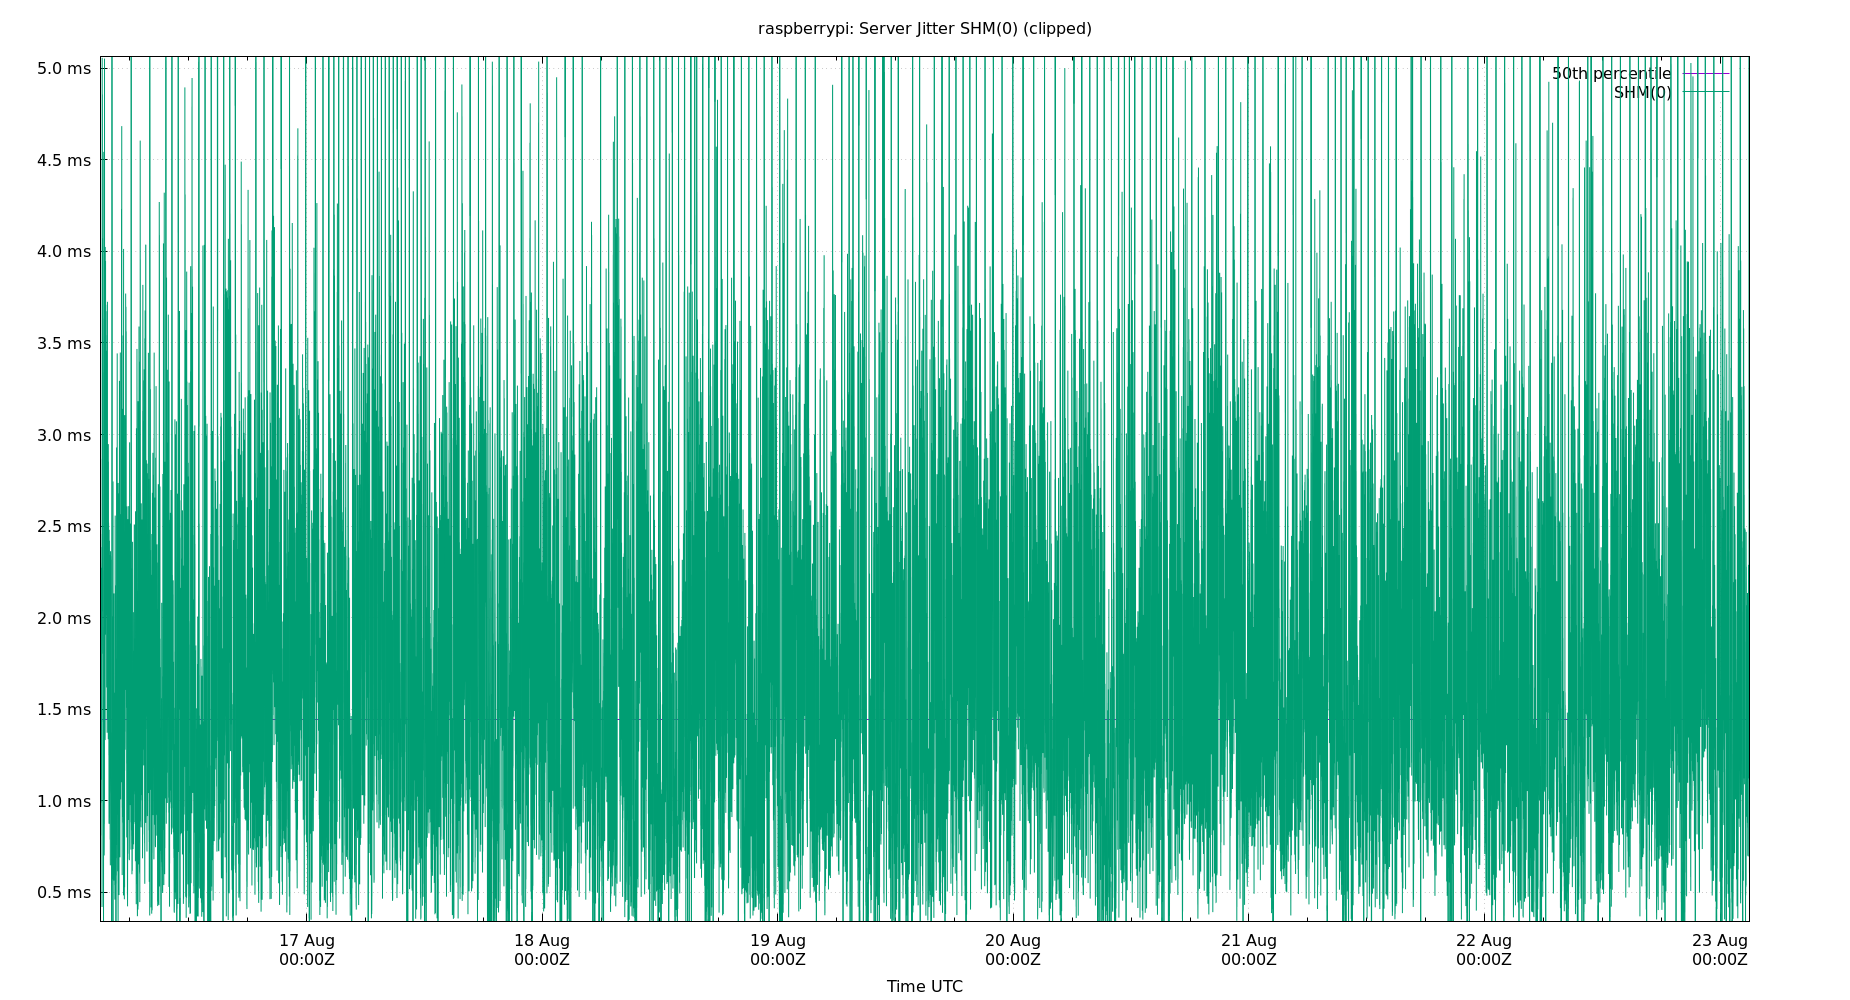 raspberrypi: Server Jitter SHM(0) (clipped)
5.0 ms
50th percentile
SHM(0)
4.5 ms
4.0 ms
3.5 ms
3.0 ms
2.5 ms
2.0 ms
1.5 ms
1.0 ms
0.5 ms
17 Aug 18 Aug 19 Aug 20 Aug 21 Aug 22 Aug 23 Aug
00:00Z 00:00Z 00:00Z 00:00Z 00:00Z 00:00Z 00:00Z
Time UTC